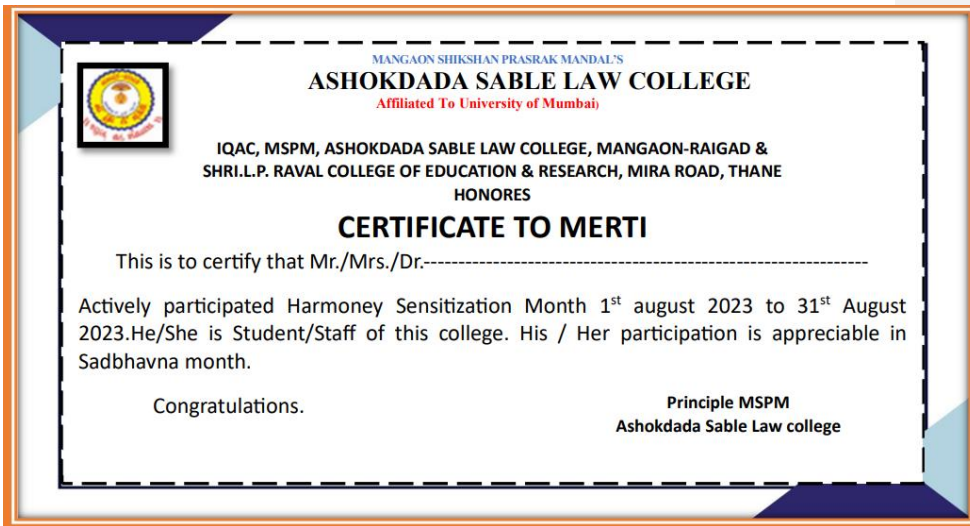 MANGAON SHIKSHAN PRASRAK MANDAL'S
ASHOKDADA SABLE LAW COLLEGE
Affiliated To University of Mumbai)
IQAC, MSPM, ASHOKDADA SABLE LAW COLLEGE, MANGAON-RAIGAD &
SHRI.L.P. RAVAL COLLEGE OF EDUCATION & RESEARCH, MIRA ROAD, THANE
HONORES
CERTIFICATE TO MERTI
This is to certify that Mr./Mrs./Dr.----------------------------------------------------------------
Actively participated Harmoney Sensitization Month 1st august 2023 to 31st August
2023.He/She is Student/Staff of this college. His / Her participation is appreciable in
Sadbhavna month.
Congratulations.
Principle MSPM
Ashokdada Sable Law college